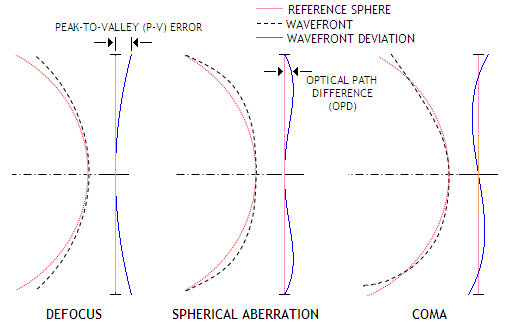 PEAK-TO-VALLEY (P-V) ERROR
REFERENCE SPHERE
WAVEFRONT
WAVEFRONT DEVIATION
OPTICAL PATH
DIFFERENCE
(OPD)
DEFOCUS
SPHERICAL ABERRATION
COMA